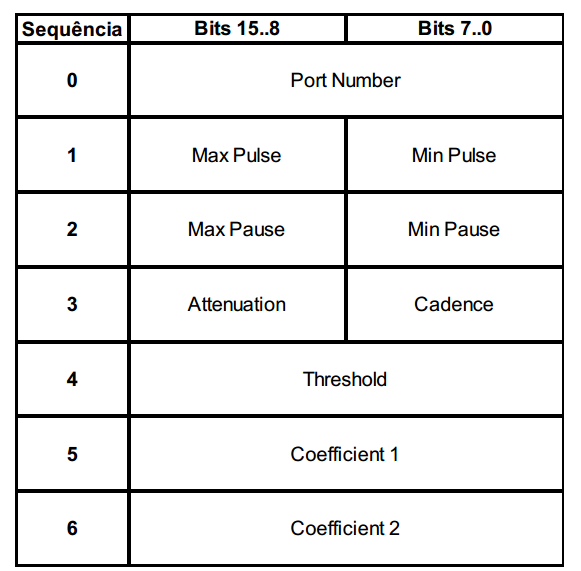 Sequência Bits 15..8 Bits 7..0
0 Port Number
1 Max Pulse Min Pulse
2 Max Pause Min Pause
3 Attenuation Cadence
4 Threshold
5 Coefficient 1
6 Coefficient 2